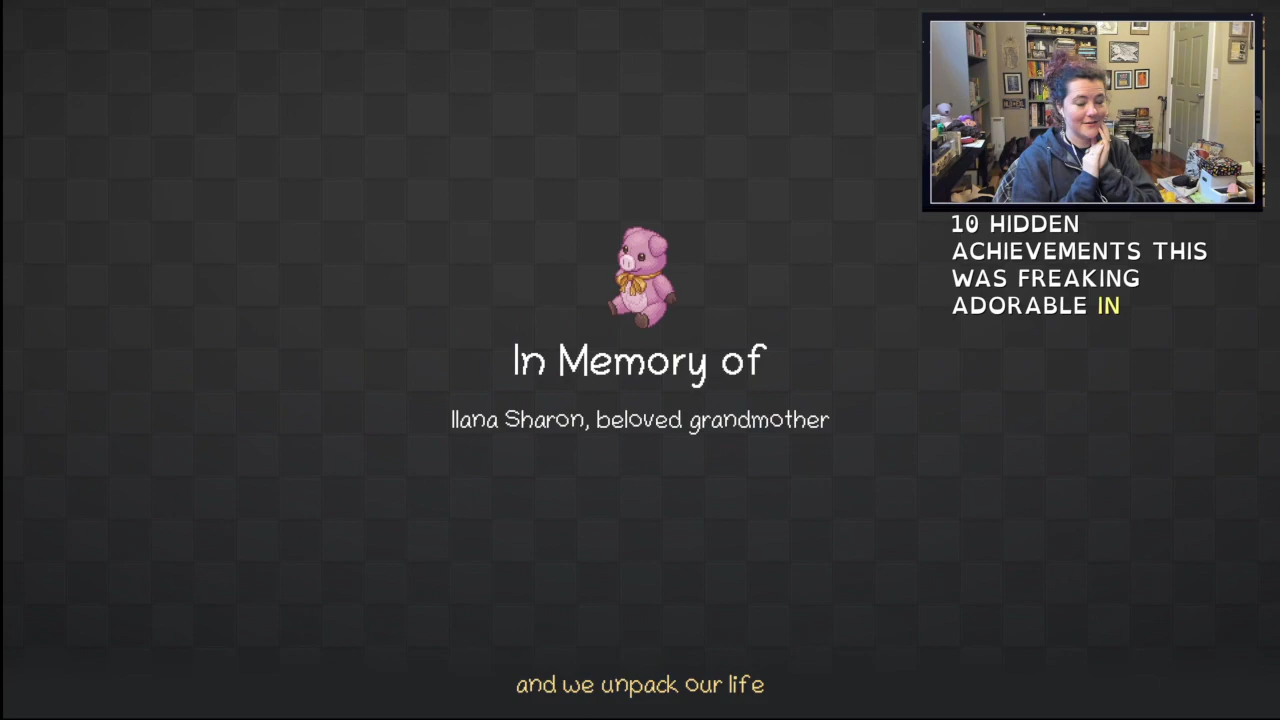 10 HIDDEN
ACHIEVEMENTS THIS
WAS FREAKING
ADORABLE IN
In Memory of
Ilana Sharon, beloved grandmother
and we unpack our life